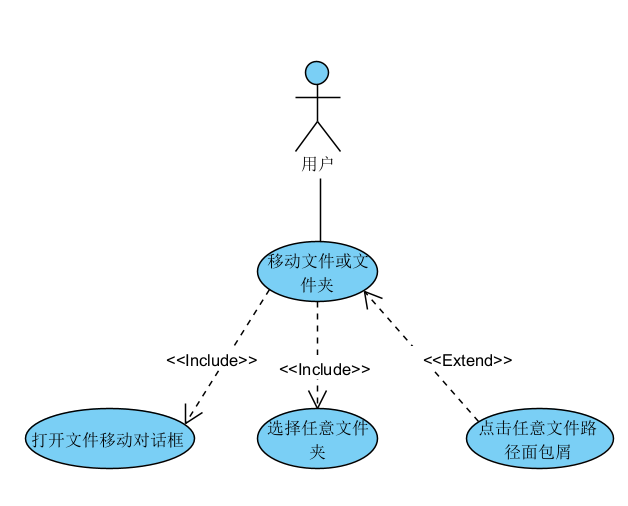 用户
移动文件或文
件夹
<<Include>>
<<Include>>
<<Extend>>
打开文件移动对话框
选择任意文件
夹
点击任意文件路
径面包屑